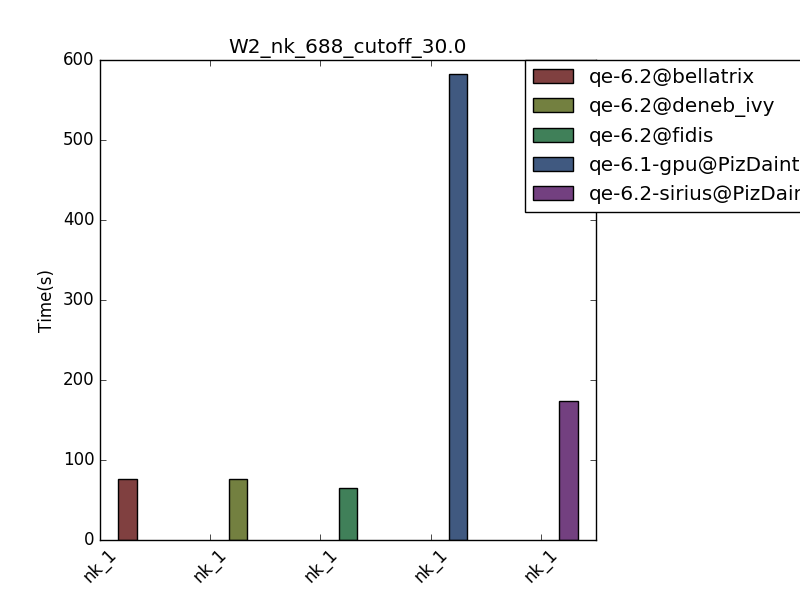 W2_nk_688_cutoff_30.0
600
500
400
300
200
100
0
Time(s)
qe-6.2@bellatrix
qe-6.2@deneb_ivy
qe-6.2@fidis
qe-6.1-gpu@PizDaint
qe-6.2-sirius@PizDain
nk_1
nk_1
nk_1
nk_1
nk_1